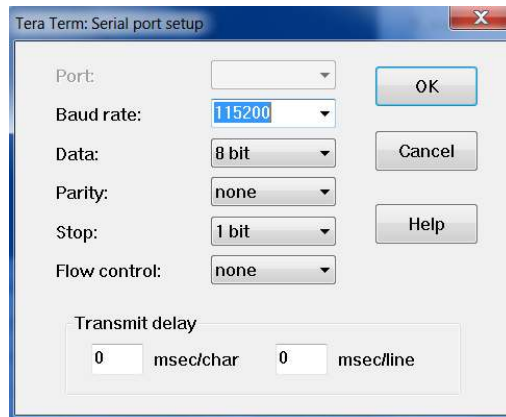 Tera Term: Serial port setup
Port:
OK
Baud rate: 115200
Data: 8 bit
Cancel
Parity: none
Stop: 1 bit
Help
Flow control: none
Transmit delay
0 msec/char 0 msec/line